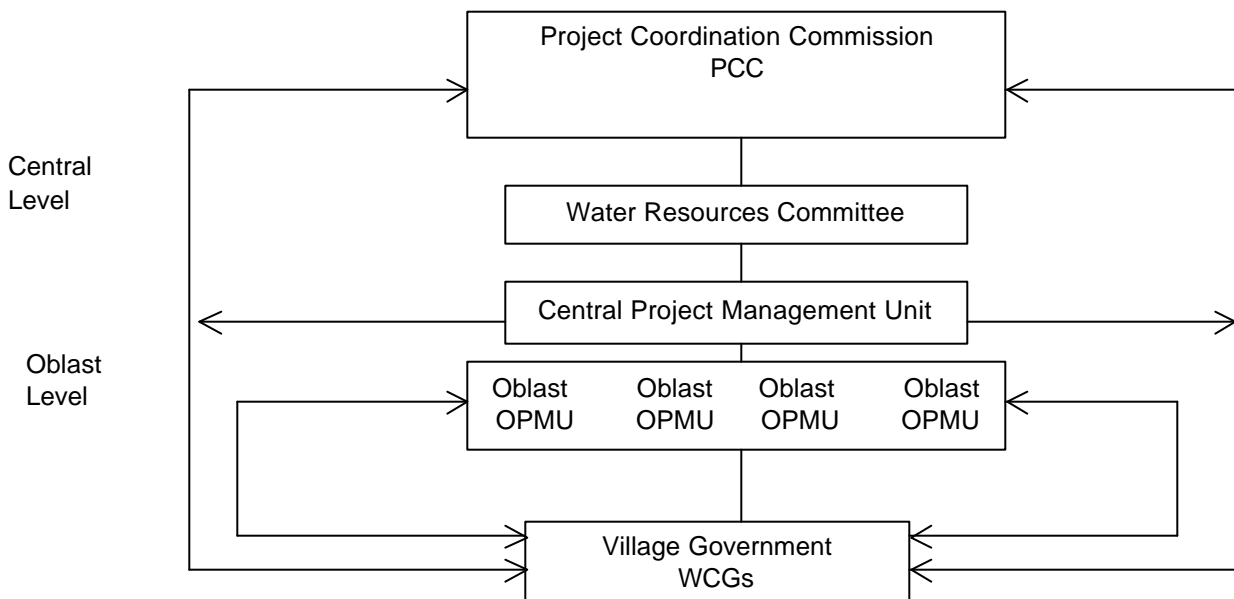 Project Coordination Commission
PCC
Central
Level
Water Resources Committee
Central Project Management Unit
Oblast
Level
Oblast Oblast Oblast Oblast
OPMU OPMU OPMU OPMU
Village Government
WCGs